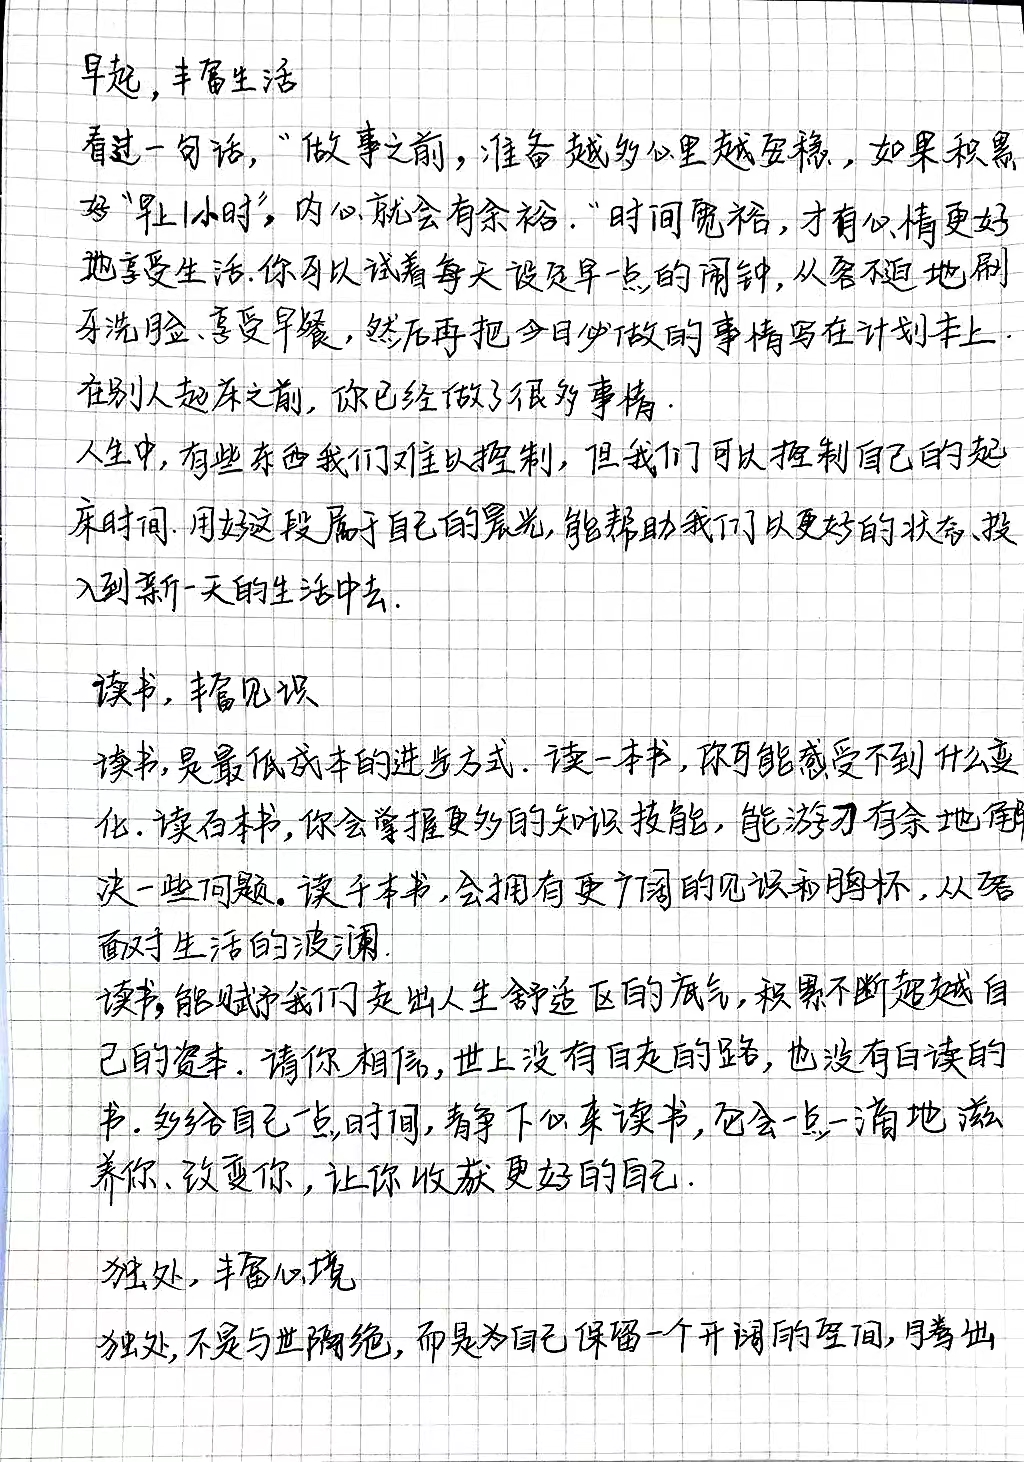 早起，丰富生活
看过一句话，“做事之前，准备越多心里越安稳，如果积累
好“早上1小时”，内心就会有余裕.”时间宽裕，才有心情更好
地享受生活.你可以试着每天设定早一点的闹钟，从容不迫地刷
牙洗脸、享受早餐，然后再把今日必做的事情写在计划本上.
在别人起床之前，你已经做了很多事情.
人生中，有些东西我们难以控制，但我们可以控制自己的起
床时间.用好这段属于自己的晨光，能帮助我们以更好的状态、投
入到新一天的生活中去.
读书，丰富见识
读书，是最低成本的进步方式.读一本书，你可能感受不到什么变
化.读百本书，你会掌握更多的知识技能，能游刃有余地解
决一些问题。读千本书，会拥有更广阔的见识和胸怀，从容
面对生活的波澜.
读书，能赋予我们走出人生舒适区的底气，积累不断超越自
己的资本.请你相信，世上没有白走的路，也没有白读的
书.多给自己一点时间，静下心来读书，它会一点一滴地滋
养你、改变你，让你收获更好的自己.
独处，丰富心境
独处，不是与世隔绝，而是为自己保留一个开阔的空间，腾出